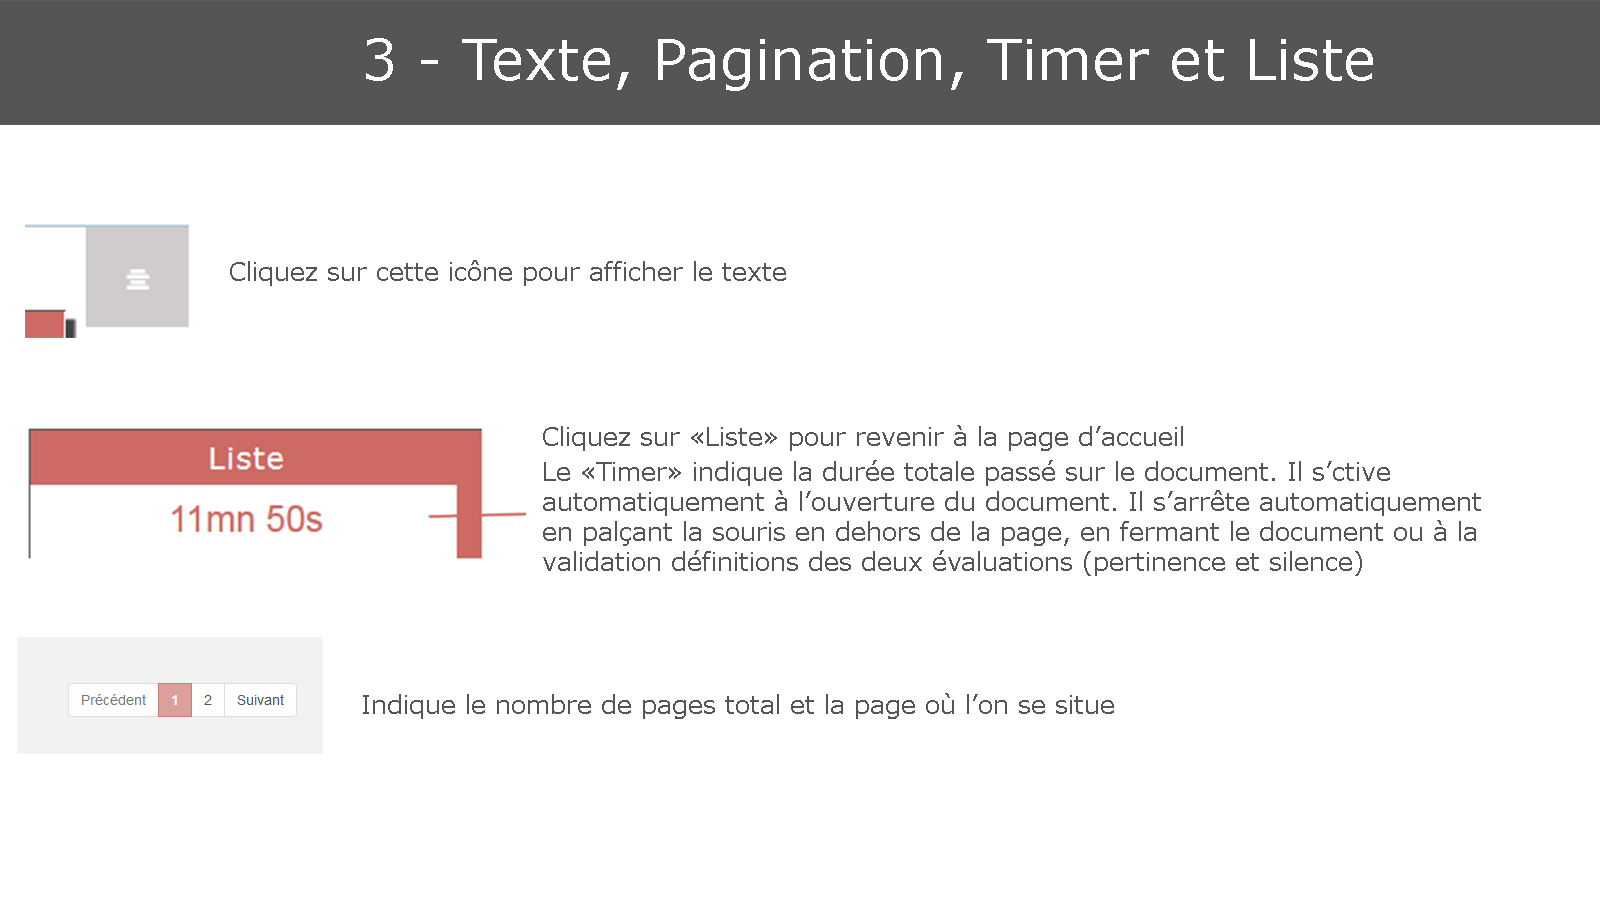 3 - Texte, Pagination, Timer et Liste
Cliquez sur cette icône pour afficher le texte
Liste
11mn 50s
Cliquez sur «Liste» pour revenir à la page d’accueil
Le «Timer» indique la durée totale passé sur le document. Il s’ctive
automatiquement à l’ouverture du document. Il s’arrête automatiquement
en palçant la souris en dehors de la page, en fermant le document ou à la
validation définitions des deux évaluations (pertinence et silence)
Précédent 1 2 Suivant
Indique le nombre de pages total et la page où l’on se situe